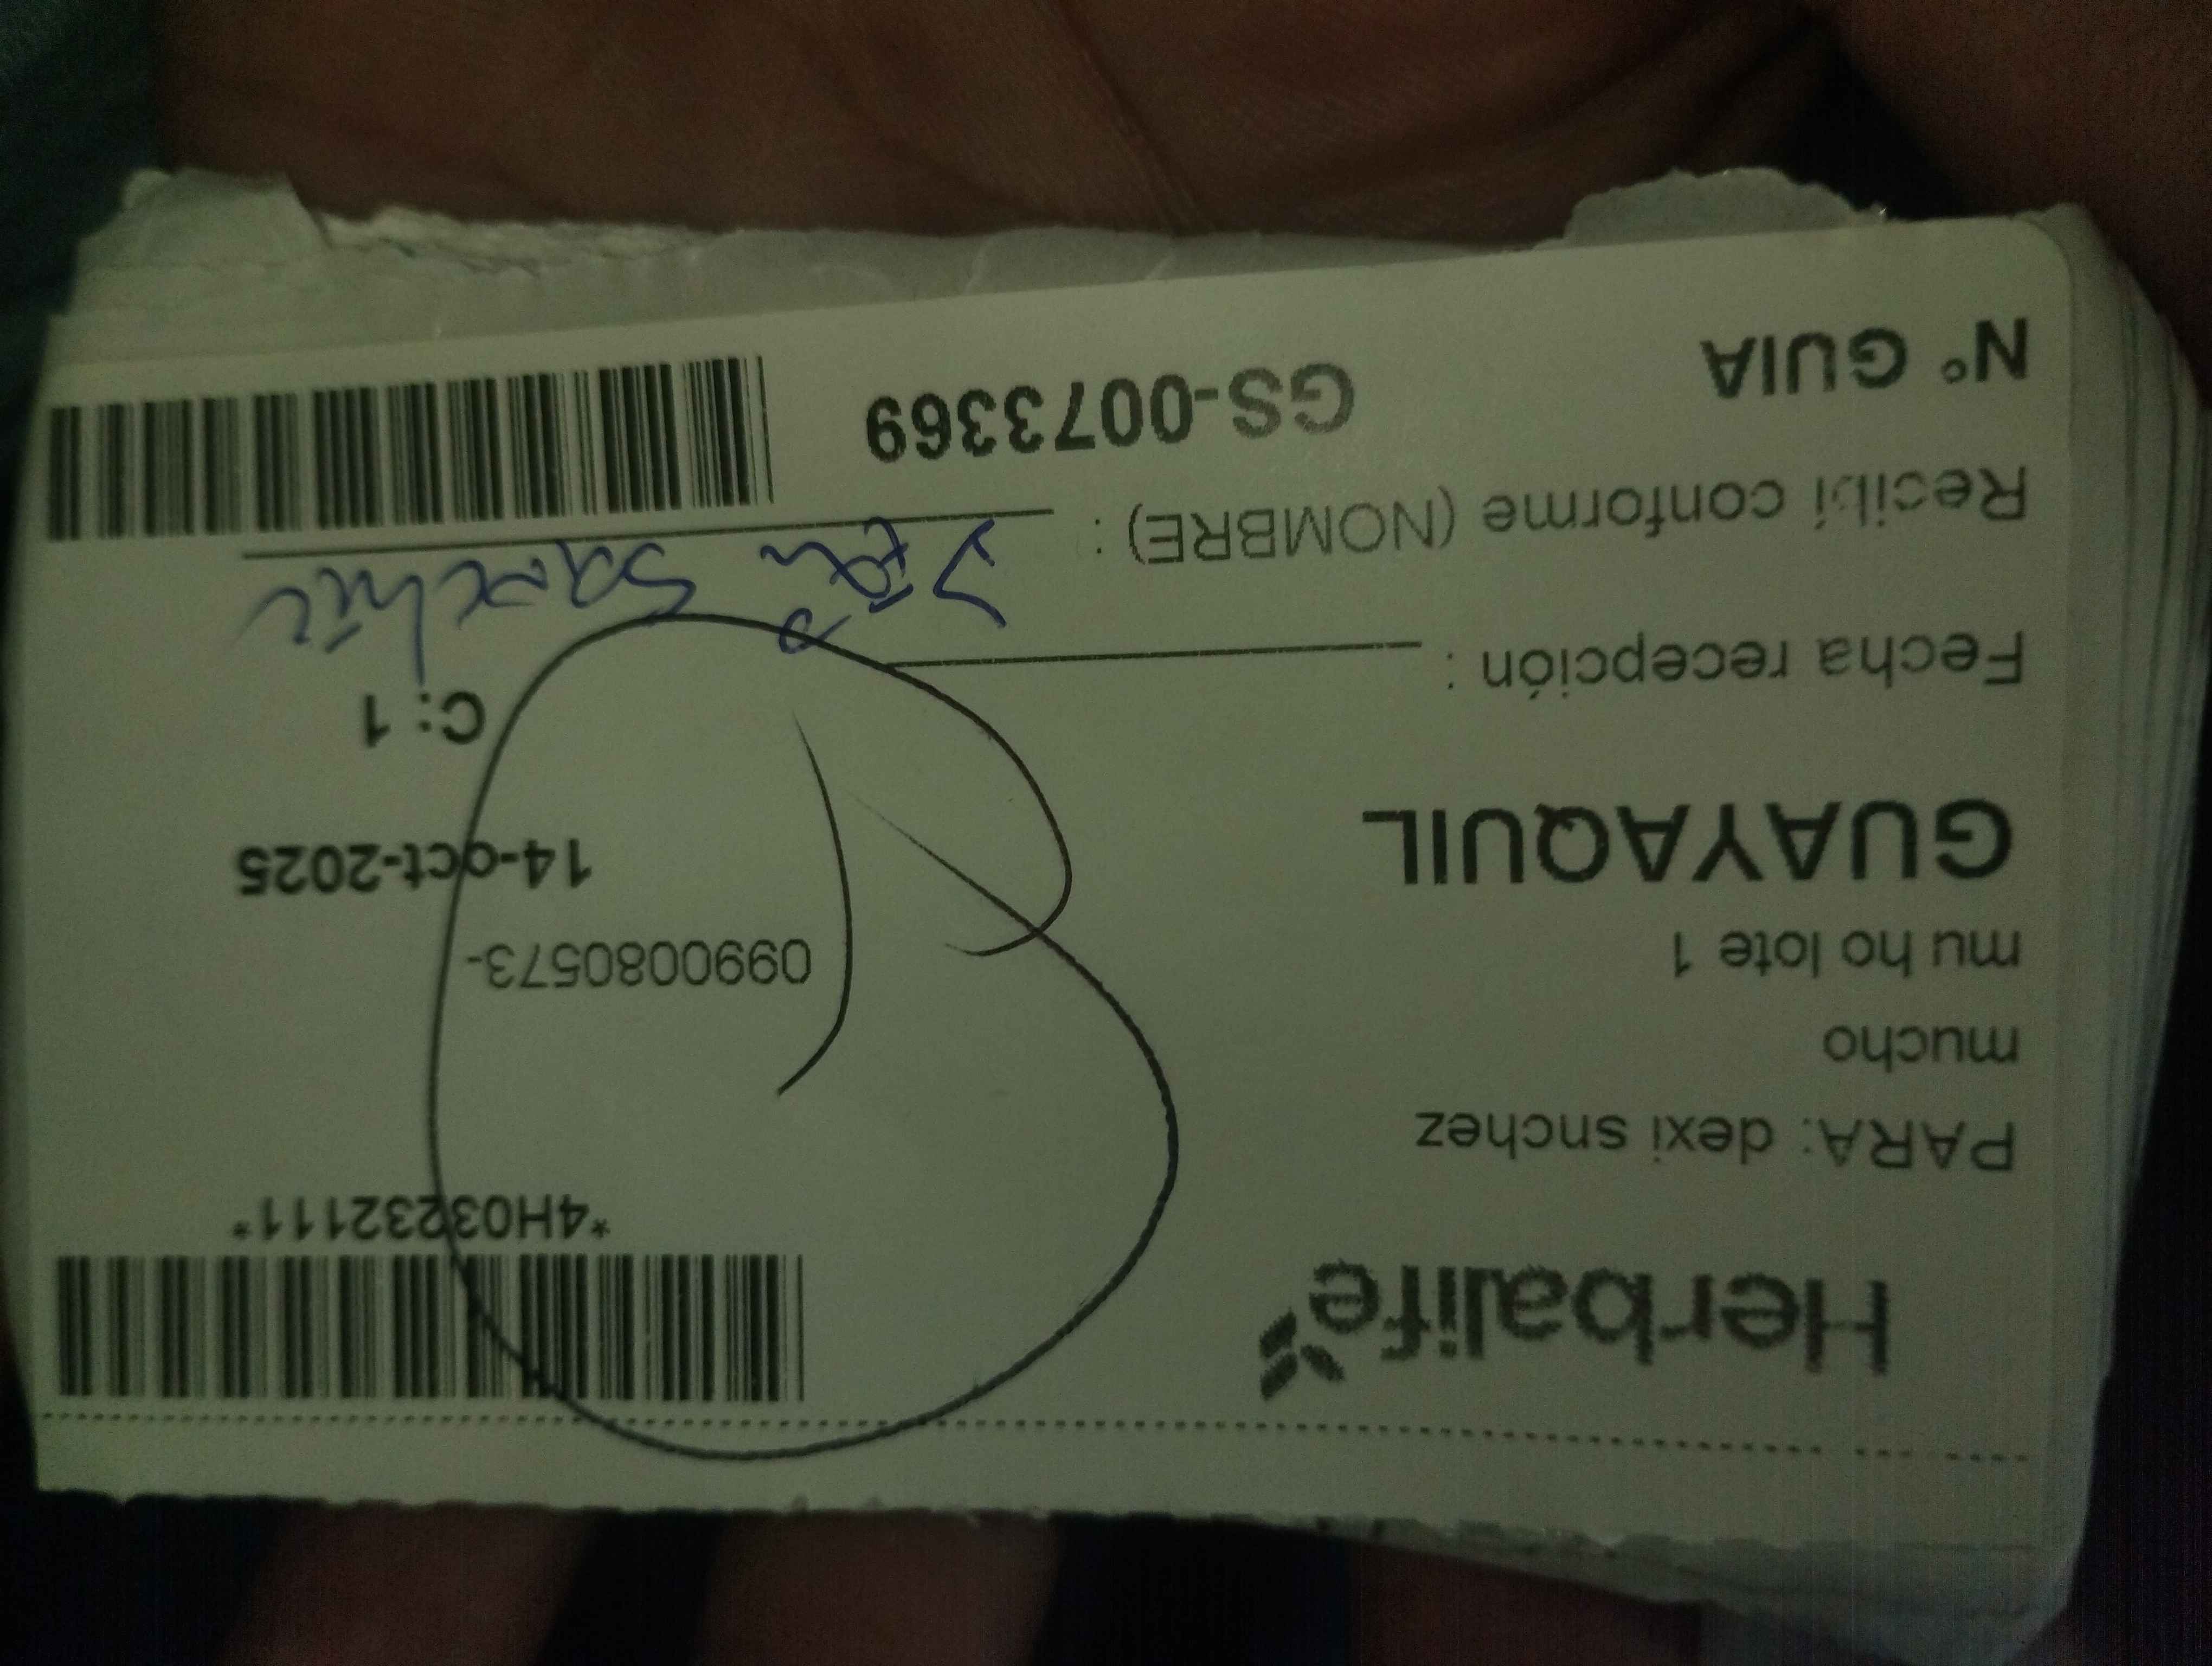 Herbalife
*4H03232111*
PARA: dexi snchez
mucho
mu ho lote 1
0990080573-
GUAYAQUIL
14-oct-2025
C: 1
Fecha recepción :
Recibí conforme (NOMBRE) :
N° GUIA
GS-0073369